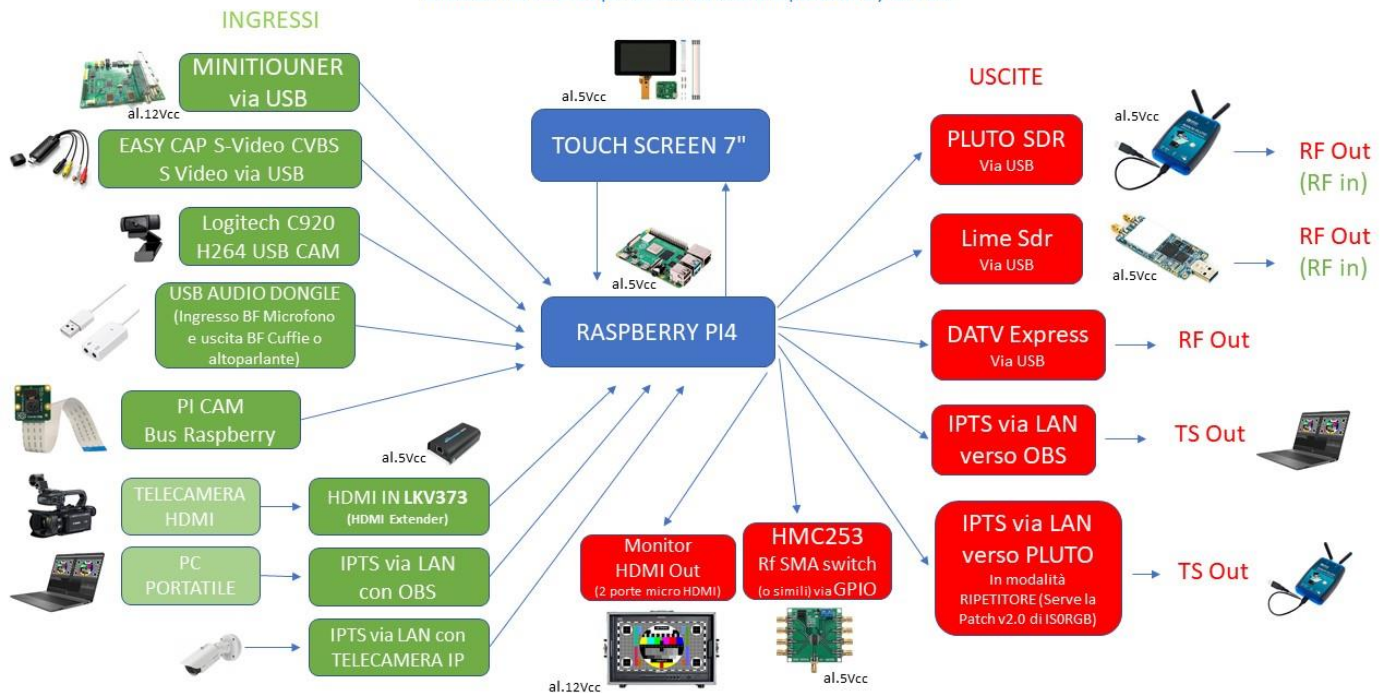 INGRESSI
MINITIOUNER
via USB
al.12Vcc
EASY CAP S-Video CVBS
S Video via USB
Logitech C920
H264 USB CAM
USB AUDIO DONGLE
(Ingresso BF Microfono
e uscita BF Cuffie o
altoparlante)
PI CAM
Bus Raspberry
al.5Vcc
TELECAMERA
HDMI
HDMI IN LKV373
(HDMI Extender)
PC
PORTATILE
IPTS via LAN
con OBS
IPTS via LAN con
TELECAMERA IP
al.5Vcc
TOUCH SCREEN 7"
al.5Vcc
RASPBERRY PI4
Monitor
HDMI Out
(2 porte micro HDMI)
al.12Vcc
HMC253
Rf SMA switch
(o simili) via GPIO
al.5Vcc
USCITE
PLUTO SDR
Via USB
al.5Vcc
RF Out
(RF in)
Lime Sdr
Via USB
al.5Vcc
RF Out
(RF in)
DATV Express
Via USB
RF Out
IPTS via LAN
verso OBS
TS Out
IPTS via LAN
verso PLUTO
In modalità
RIPETITORE (Serve la
Patch v2.0 di IS0RGB)
TS Out